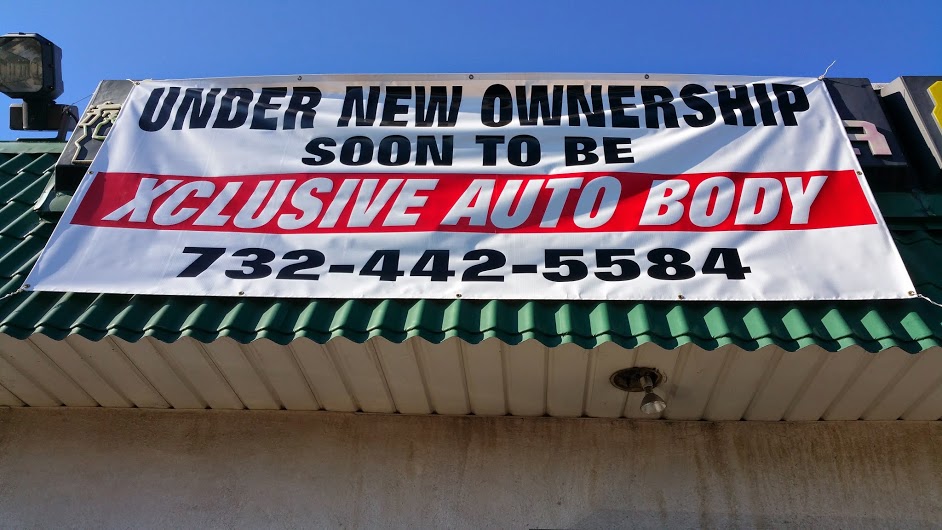 UNDER NEW OWNERSHIP
SOON TO BE
XCLUSIVE AUTO BODY
732-442-5584